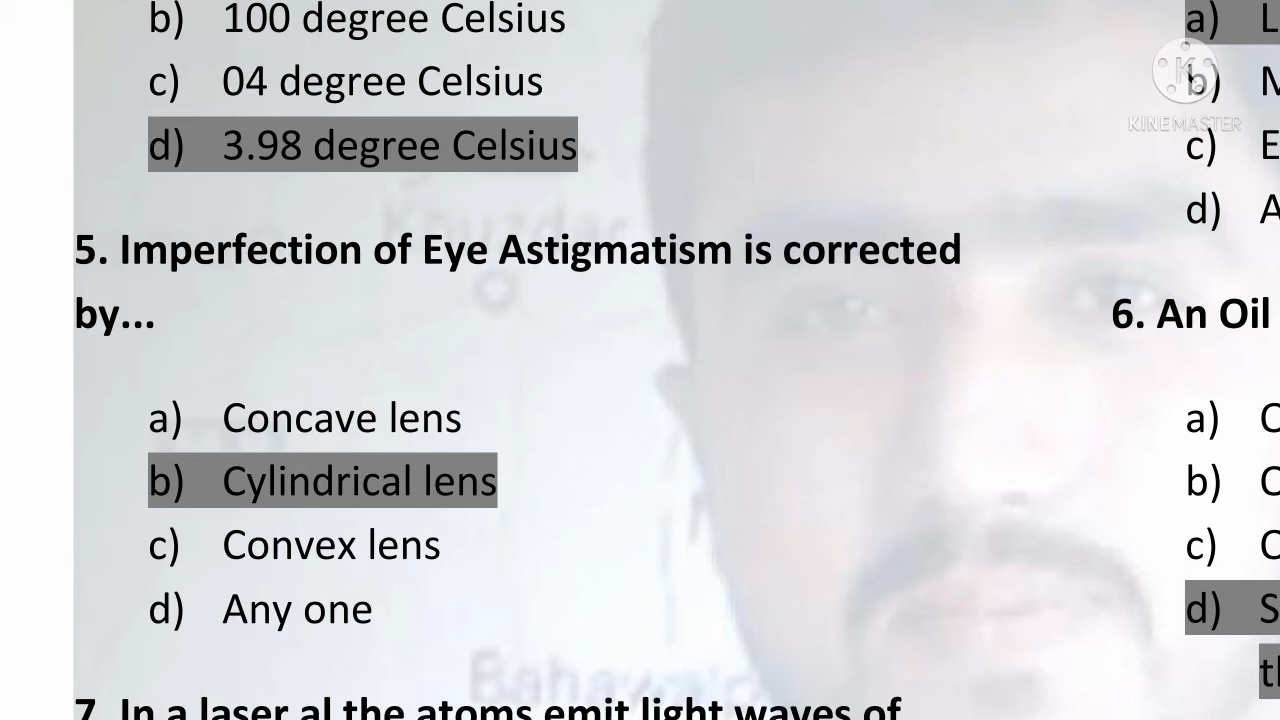 b) 100 degree Celsius
c) 04 degree Celsius
d) 3.98 degree Celsius
5. Imperfection of Eye Astigmatism is corrected
by...
a) Concave lens
b) Cylindrical lens
c) Convex lens
d) Any one
7. In a laser al the atoms emit light waves of
a) L
b) M
c) E
d) A
6. An Oil
a) C
b) C
c) C
d) S
th
KINEMASTER
Khuzdar